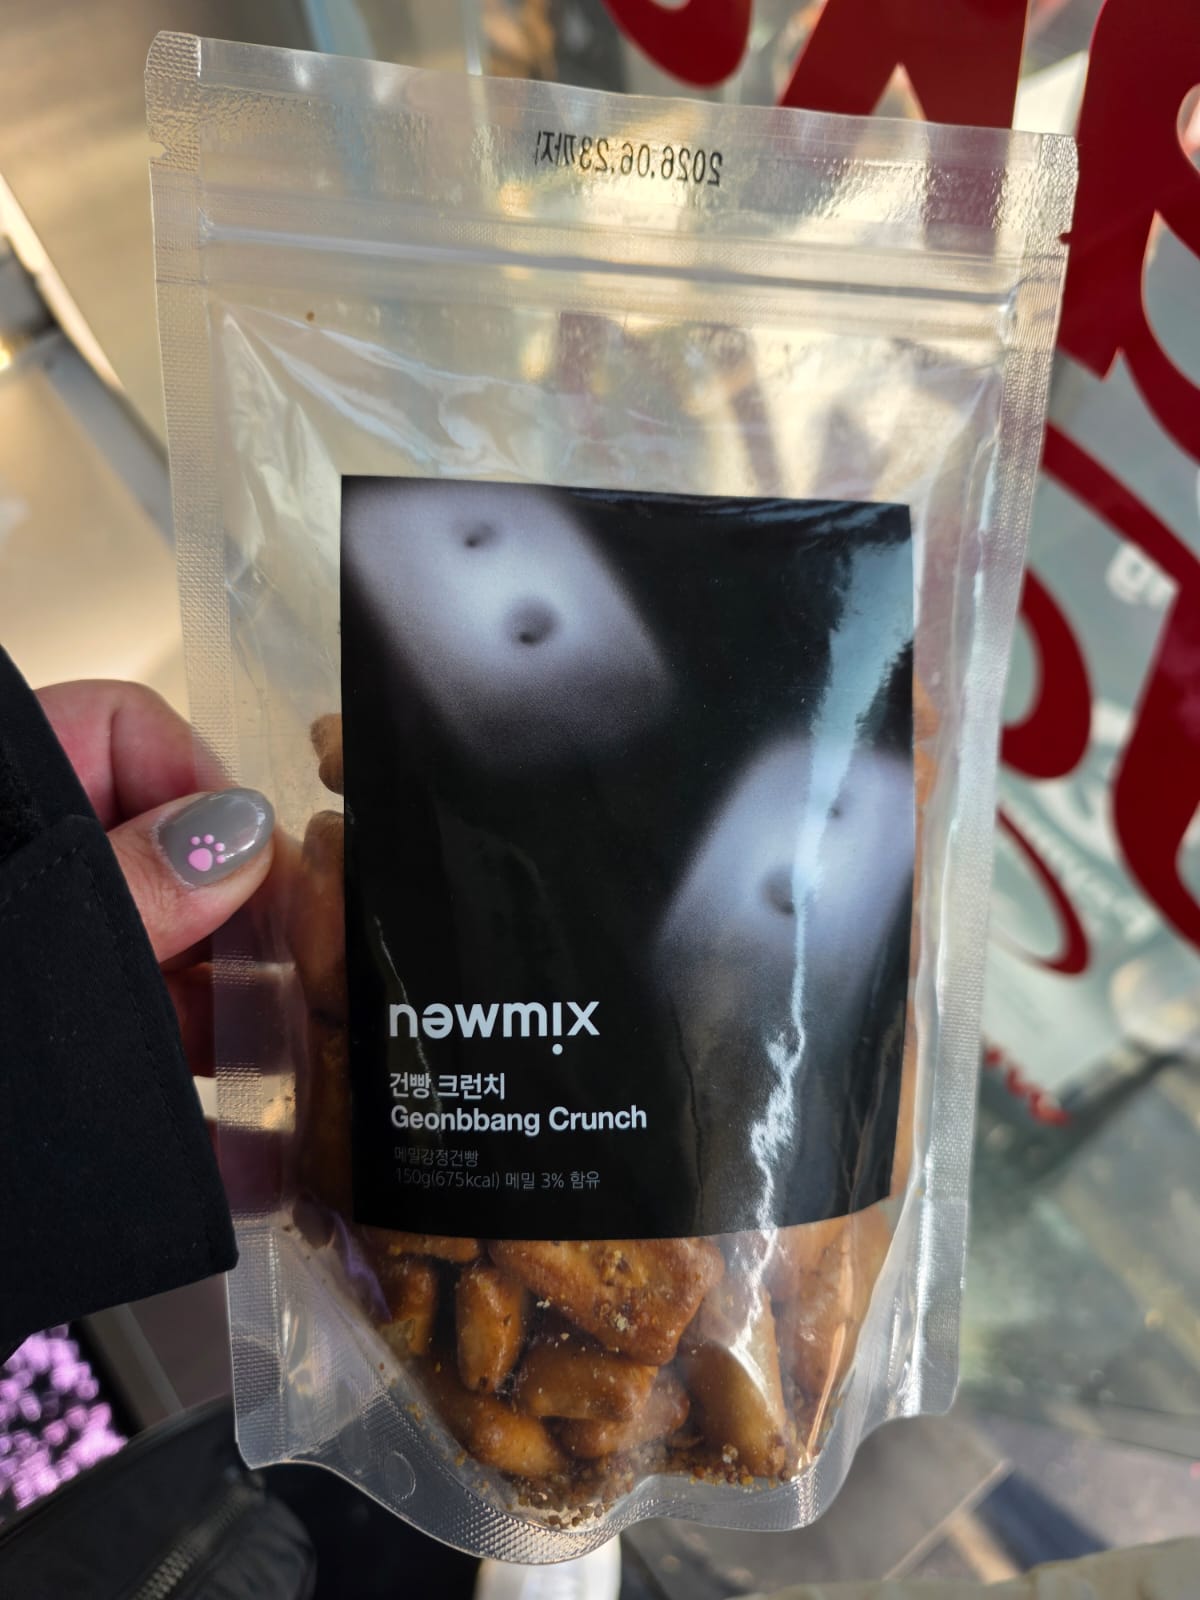 2026.06.23까지
newmix
건빵 크런치
Geonbbang Crunch
메밀강정건빵
150g(675kcal) 메밀 3% 함유